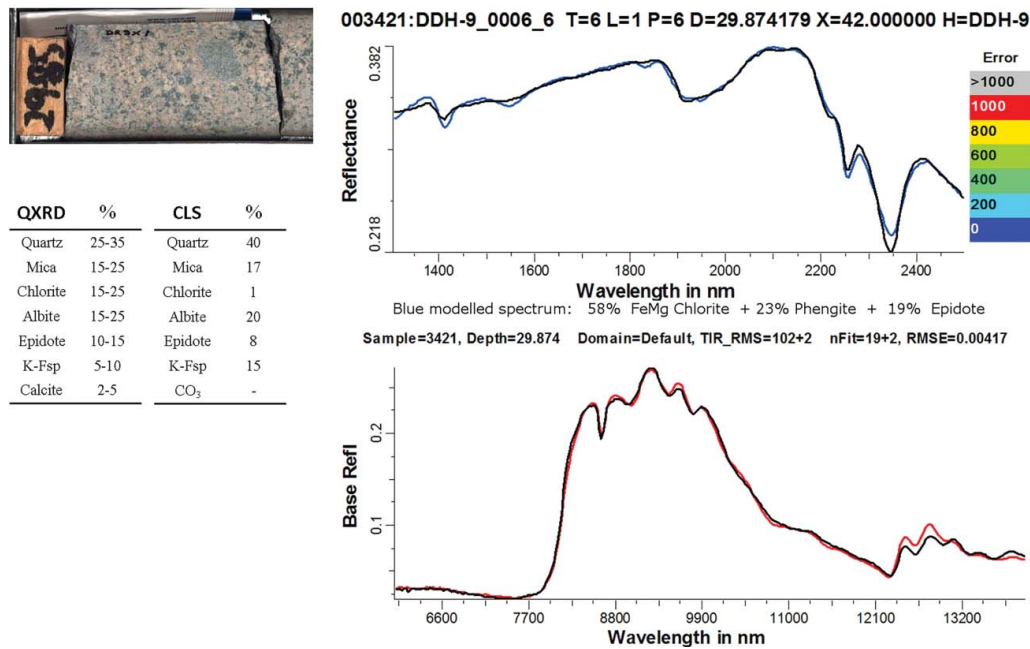 003421:DDH-9_0006_6 T=6 L=1 P=6 D=29.874179 X=42.000000 H=DDH-9
QXRD % CLS %
Quartz 25-35 Quartz 40
Mica 15-25 Mica 17
Chlorite 15-25 Chlorite 1
Albite 15-25 Albite 20
Epidote 10-15 Epidote 8
K-Fsp 5-10 K-Fsp 15
Calcite 2-5 CO₃ -
Reflectance
0.382
0.218
1400 1600 1800 2000 2200 2400
Wavelength in nm
Error
>1000
1000
800
600
400
200
0
Blue modelled spectrum: 58% FeMg Chlorite + 23% Phengite + 19% Epidote
Sample=3421, Depth=29.874 Domain=Default, TIR_RMS=102+2 nFit=19+2, RMSE=0.00417
Base Refl
0.2
0.1
6600 7700 8800 9900 11000 12100 13200
Wavelength in nm